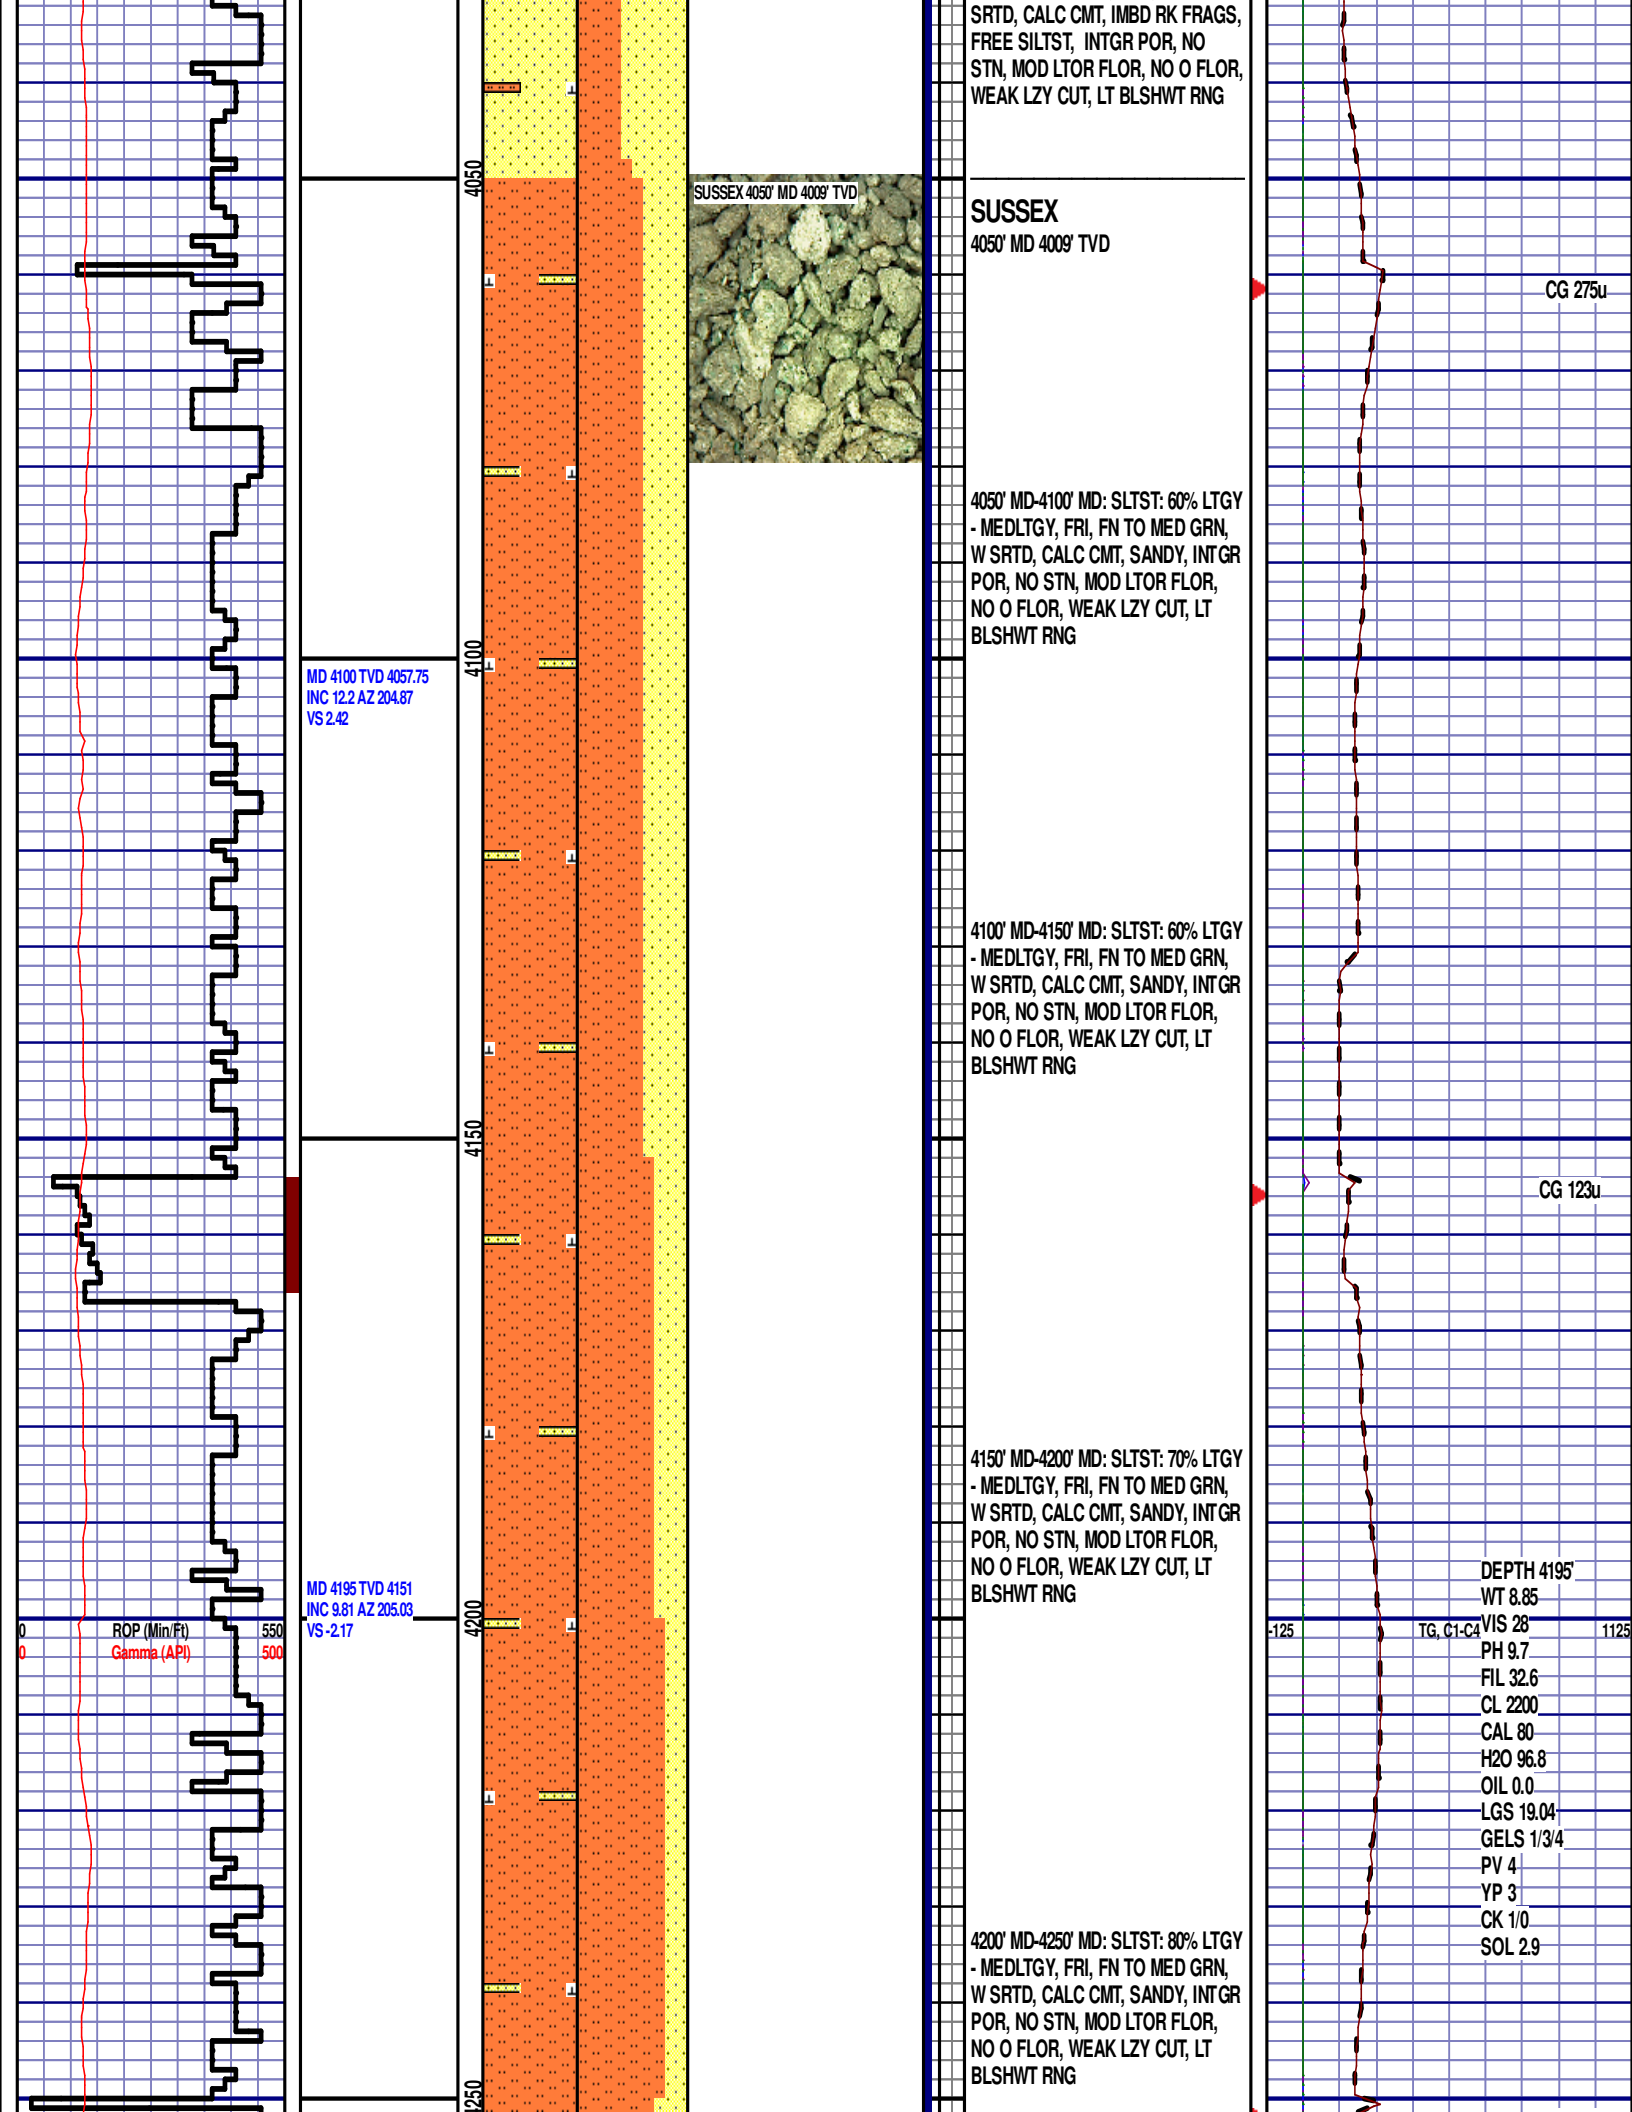 SRTD, CALC CMT, IMBD RK FRAGS,
FREE SILTST, INTGR POR, NO
STN, MOD LTOR FLOR, NO O FLOR,
WEAK LZY CUT, LT BLSHWT RNG
4050
SUSSEX 4050' MD 4009' TVD
SUSSEX
4050' MD 4009' TVD
CG 275u
4050' MD-4100' MD: SLTST: 60% LTGY
- MEDLTGY, FRI, FN TO MED GRN,
W SRTD, CALC CMT, SANDY, INTGR
POR, NO STN, MOD LTOR FLOR,
NO O FLOR, WEAK LZY CUT, LT
BLSHWT RNG
4100
MD 4100 TVD 4057.75
INC 12.2 AZ 204.87
VS 2.42
4100' MD-4150' MD: SLTST: 60% LTGY
- MEDLTGY, FRI, FN TO MED GRN,
W SRTD, CALC CMT, SANDY, INTGR
POR, NO STN, MOD LTOR FLOR,
NO O FLOR, WEAK LZY CUT, LT
BLSHWT RNG
4150
CG 123u
4150' MD-4200' MD: SLTST: 70% LTGY
- MEDLTGY, FRI, FN TO MED GRN,
W SRTD, CALC CMT, SANDY, INTGR
POR, NO STN, MOD LTOR FLOR,
NO O FLOR, WEAK LZY CUT, LT
BLSHWT RNG
MD 4195 TVD 4151
INC 9.81 AZ 205.03
VS -2.17
4200
0 ROP (Min/Ft) 550
0 Gamma (API) 500
-125 TG, C1-C4 1125
DEPTH 4195'
WT 8.85
VIS 28
PH 9.7
FIL 32.6
CL 2200
CAL 80
H2O 96.8
OIL 0.0
LGS 19.04
GELS 1/3/4
PV 4
YP 3
CK 1/0
SOL 2.9
4200' MD-4250' MD: SLTST: 80% LTGY
- MEDLTGY, FRI, FN TO MED GRN,
W SRTD, CALC CMT, SANDY, INTGR
POR, NO STN, MOD LTOR FLOR,
NO O FLOR, WEAK LZY CUT, LT
BLSHWT RNG
4250